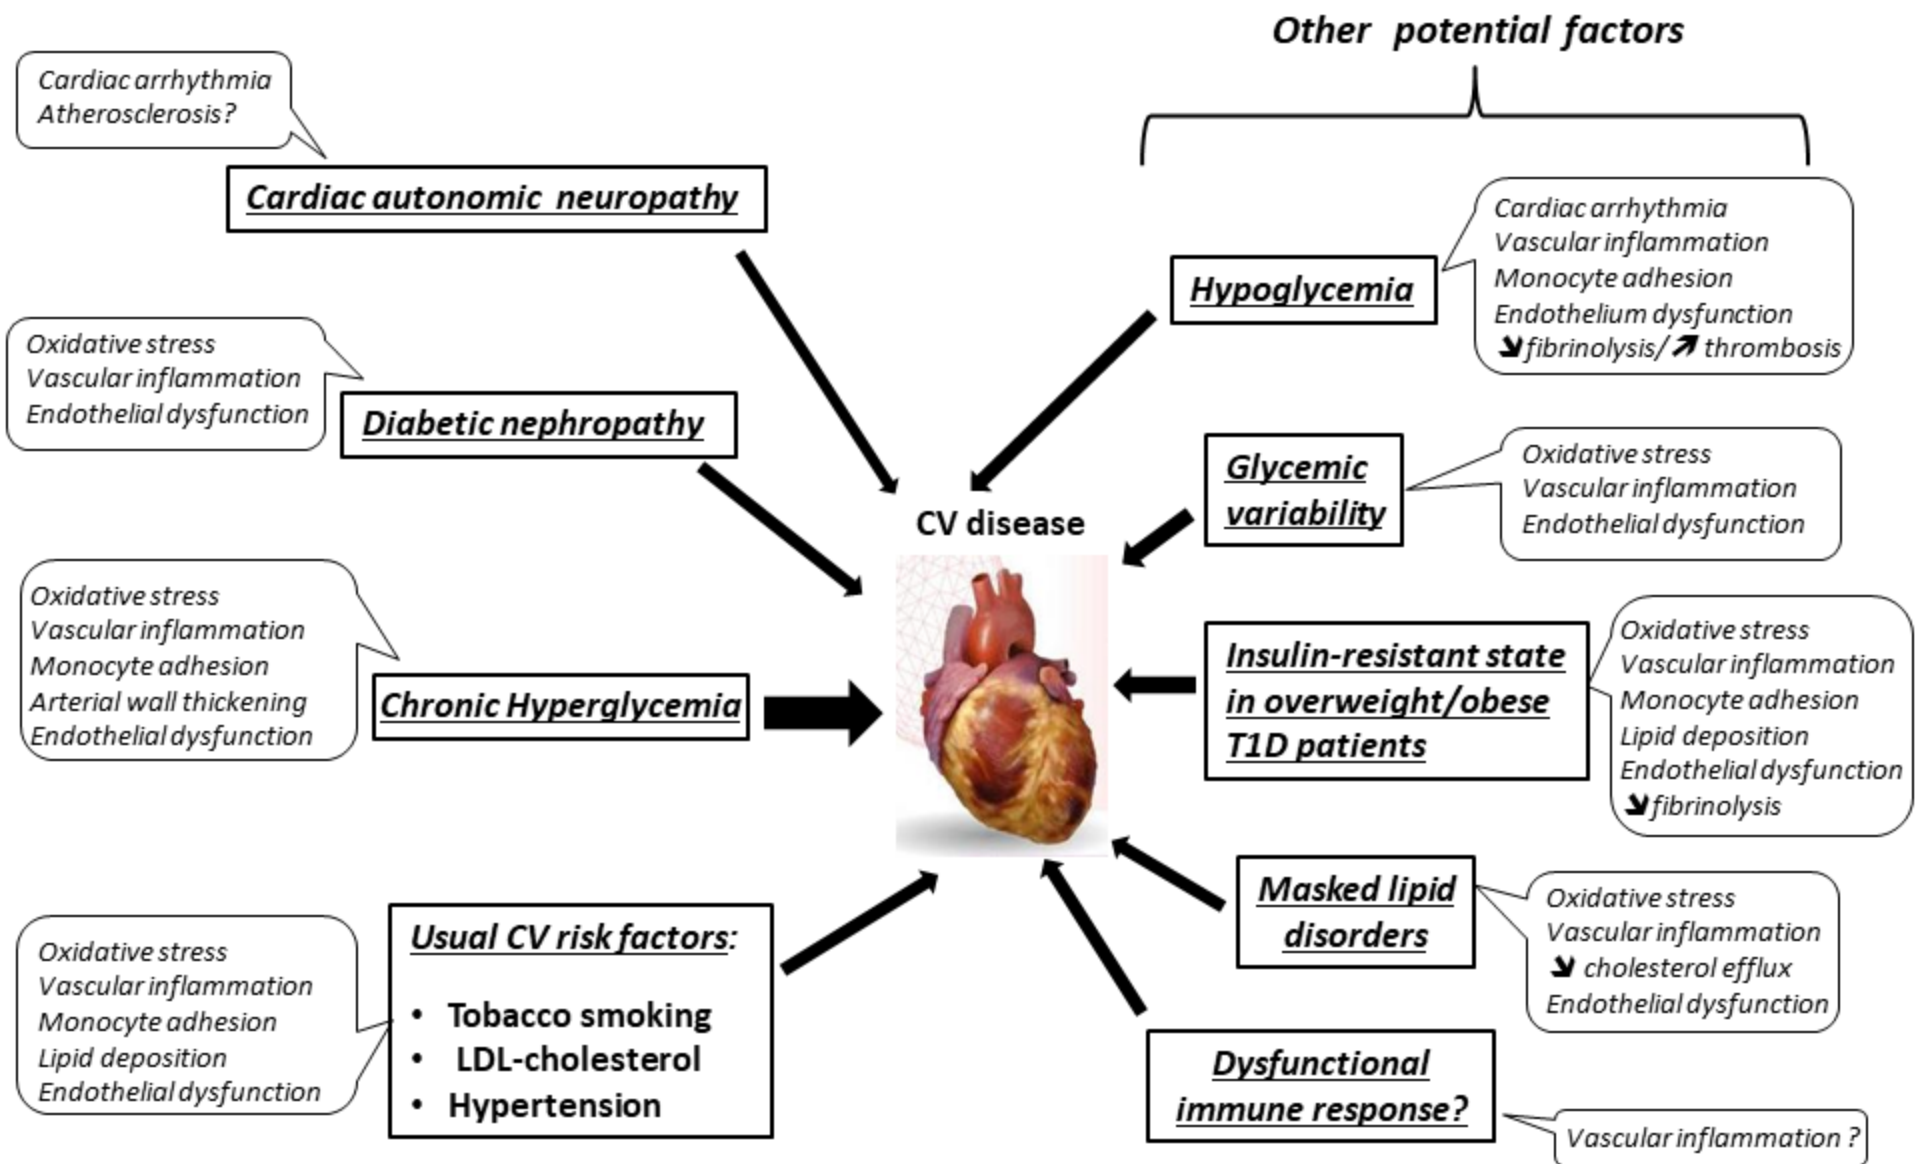 Other potential factors
Cardiac arrhythmia
Atherosclerosis?
Cardiac autonomic neuropathy
Oxidative stress
Vascular inflammation
Endothelial dysfunction
Diabetic nephropathy
Oxidative stress
Vascular inflammation
Monocyte adhesion
Arterial wall thickening
Endothelial dysfunction
Chronic Hyperglycemia
Oxidative stress
Vascular inflammation
Monocyte adhesion
Lipid deposition
Endothelial dysfunction
Usual CV risk factors:
• Tobacco smoking
• LDL-cholesterol
• Hypertension
CV disease
Hypoglycemia
Cardiac arrhythmia
Vascular inflammation
Monocyte adhesion
Endothelium dysfunction
⬊fibrinolysis/⬈ thrombosis
Glycemic
variability
Oxidative stress
Vascular inflammation
Endothelial dysfunction
Insulin-resistant state
in overweight/obese
T1D patients
Oxidative stress
Vascular inflammation
Monocyte adhesion
Lipid deposition
Endothelial dysfunction
⬊fibrinolysis
Masked lipid
disorders
Oxidative stress
Vascular inflammation
⬊ cholesterol efflux
Endothelial dysfunction
Dysfunctional
immune response?
Vascular inflammation ?